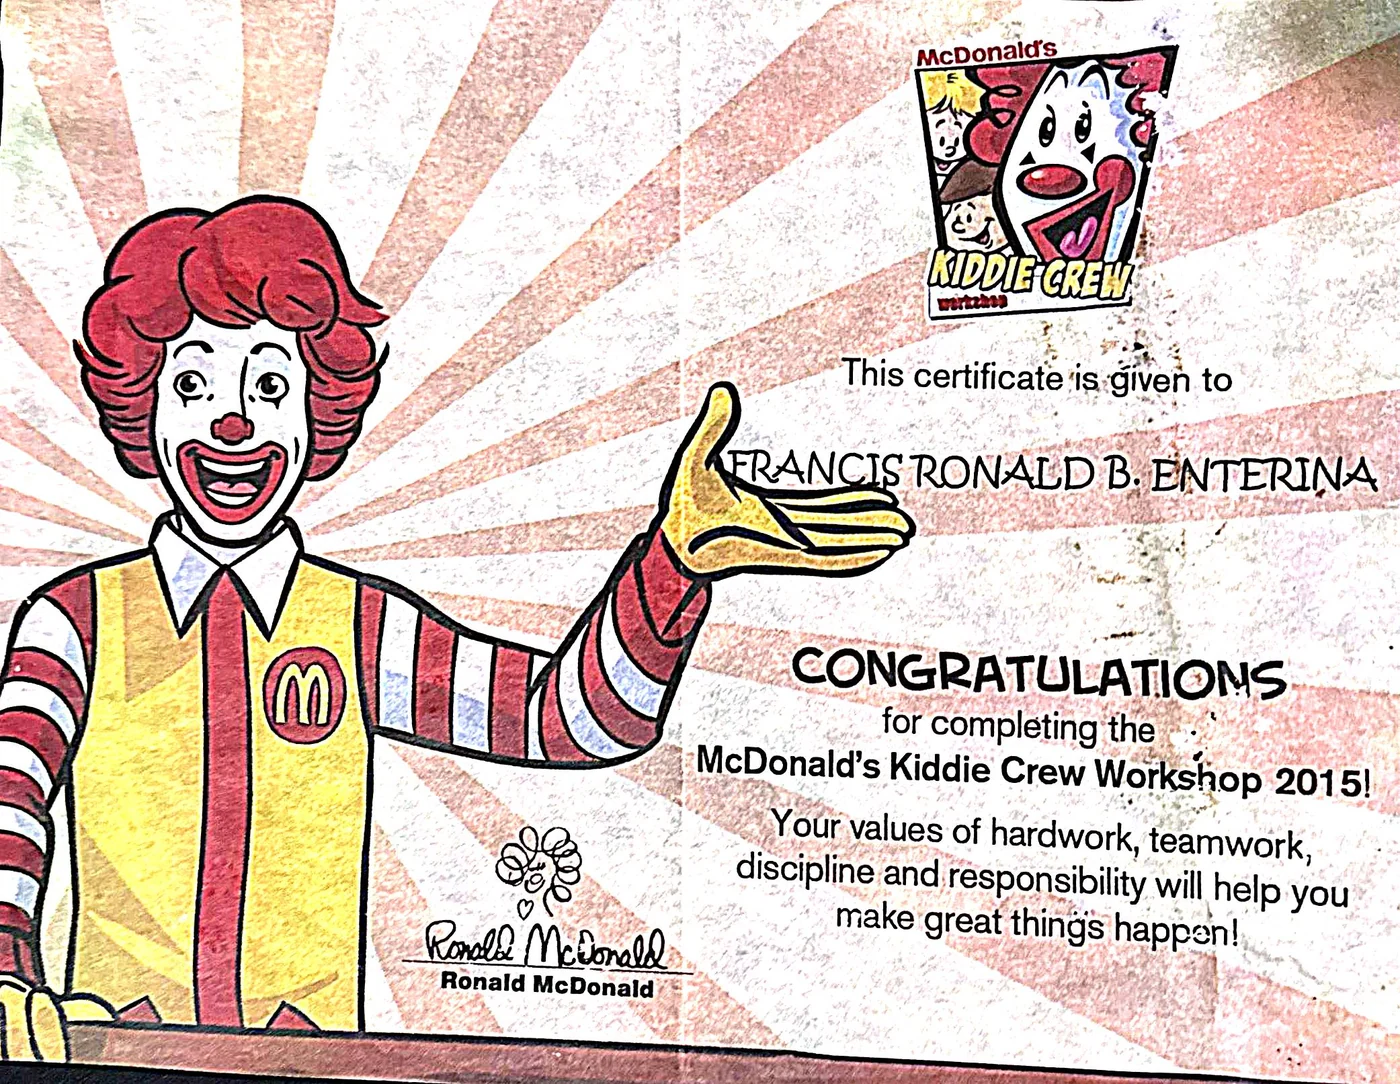 McDonald's
KIDDIE CREW
workshop
This certificate is given to
FRANCIS RONALD B. ENTERINA
CONGRATULATIONS
for completing the
McDonald's Kiddie Crew Workshop 2015!
Your values of hardwork, teamwork,
discipline and responsibility will help you
make great things happen!
Ronald McDonald
Ronald McDonald